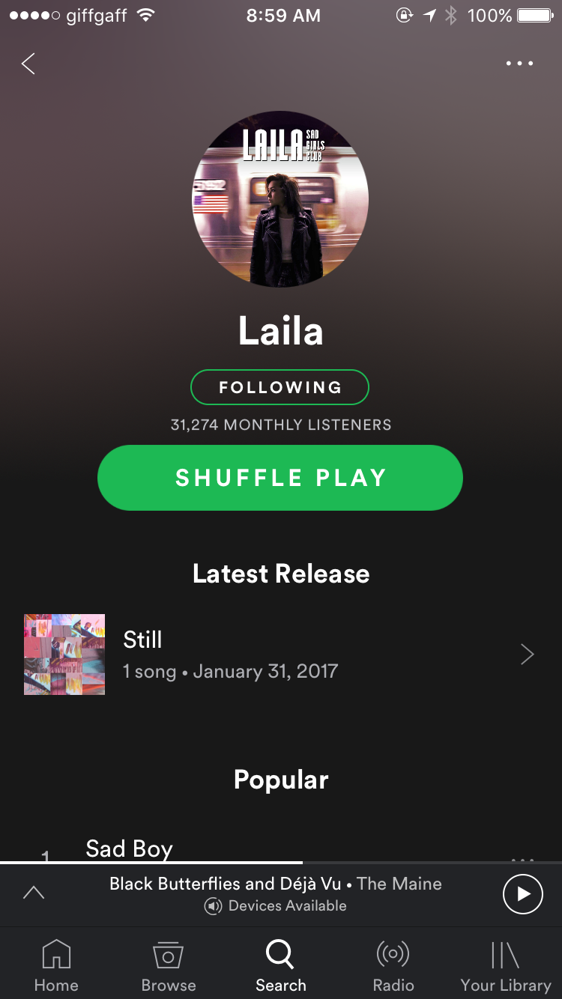 giffgaff 8:59 AM 100%
LAILA SAD
GIRLS
CLUB
Laila
FOLLOWING
31,274 MONTHLY LISTENERS
SHUFFLE PLAY
Latest Release
Still
1 song • January 31, 2017
Popular
1 Sad Boy
Black Butterflies and Déjà Vu • The Maine
Devices Available
Home Browse Search Radio Your Library